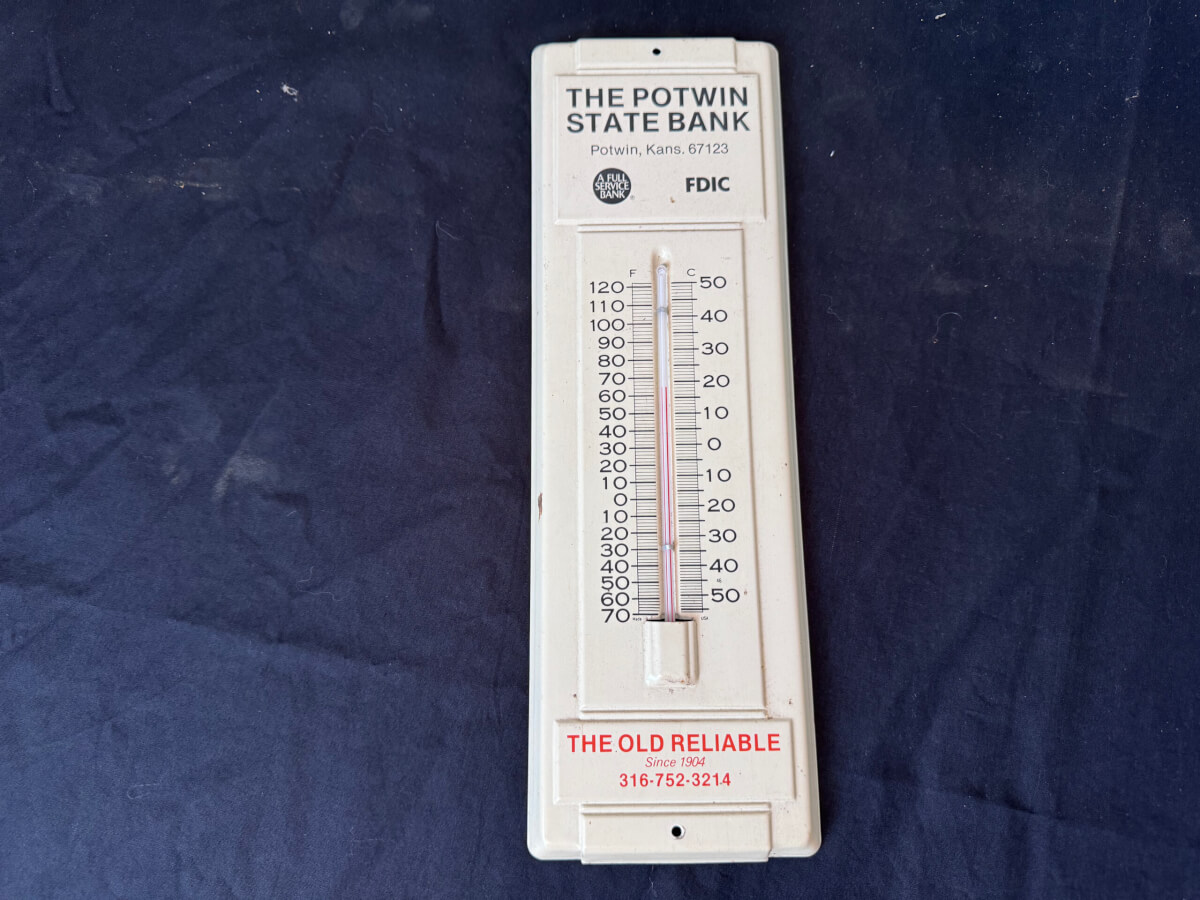 THE POTWIN
STATE BANK
Potwin, Kans. 67123
A FULL
SERVICE
BANK
FDIC
F C
120 50
110
100 40
90
80 30
70 20
60
50 10
40
30 0
20
10 10
0 20
10
20 30
30
40 40
50
60 50
70
USA
THE OLD RELIABLE
Since 1904
316-752-3214